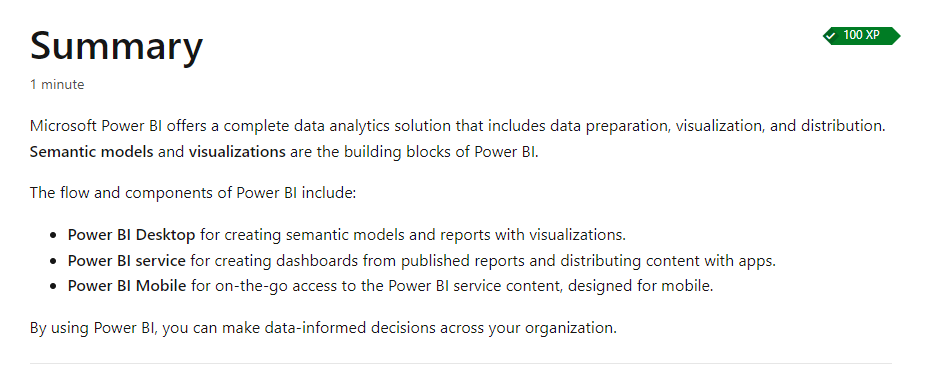 Summary
100 XP
1 minute
Microsoft Power BI offers a complete data analytics solution that includes data preparation, visualization, and distribution.
Semantic models and visualizations are the building blocks of Power BI.
The flow and components of Power BI include:
Power BI Desktop for creating semantic models and reports with visualizations.
Power BI service for creating dashboards from published reports and distributing content with apps.
Power BI Mobile for on-the-go access to the Power BI service content, designed for mobile.
By using Power BI, you can make data-informed decisions across your organization.